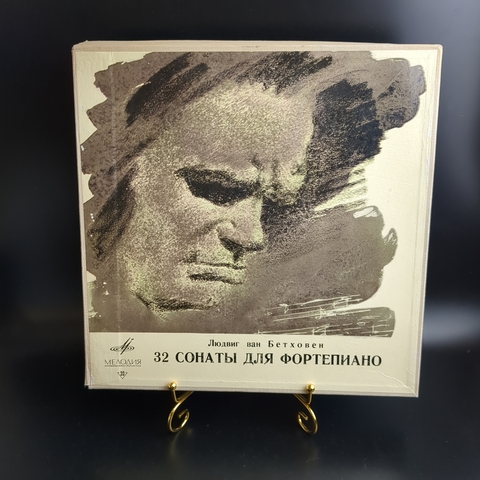 Людвиг ван Бетховен
32 СОНАТЫ ДЛЯ ФОРТЕПИАНО
МЕЛОДИЯ